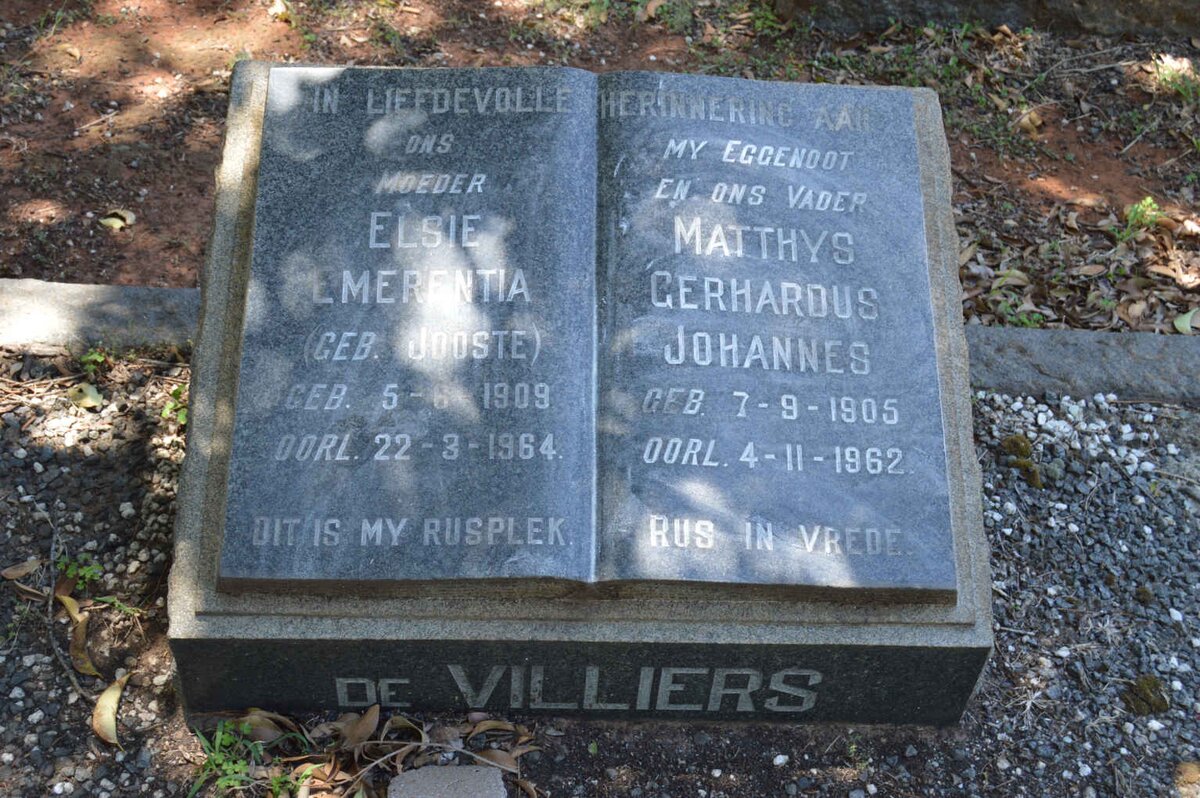 IN LIEFDEVOLLE HERINNERING AAN
ONS
MOEDER
ELSIE
EMERENTIA
(GEB. JOOSTE)
GEB. 5 - 1909
OORL. 22 - 3 - 1964.
DIT IS MY RUSPLEK.
MY EGGENOOT
EN ONS VADER
MATTHYS
GERHARDUS
JOHANNES
GEB. 7 - 9 - 1905
OORL. 4 - 11 - 1962.
RUS IN VREDE.
DE VILLIERS